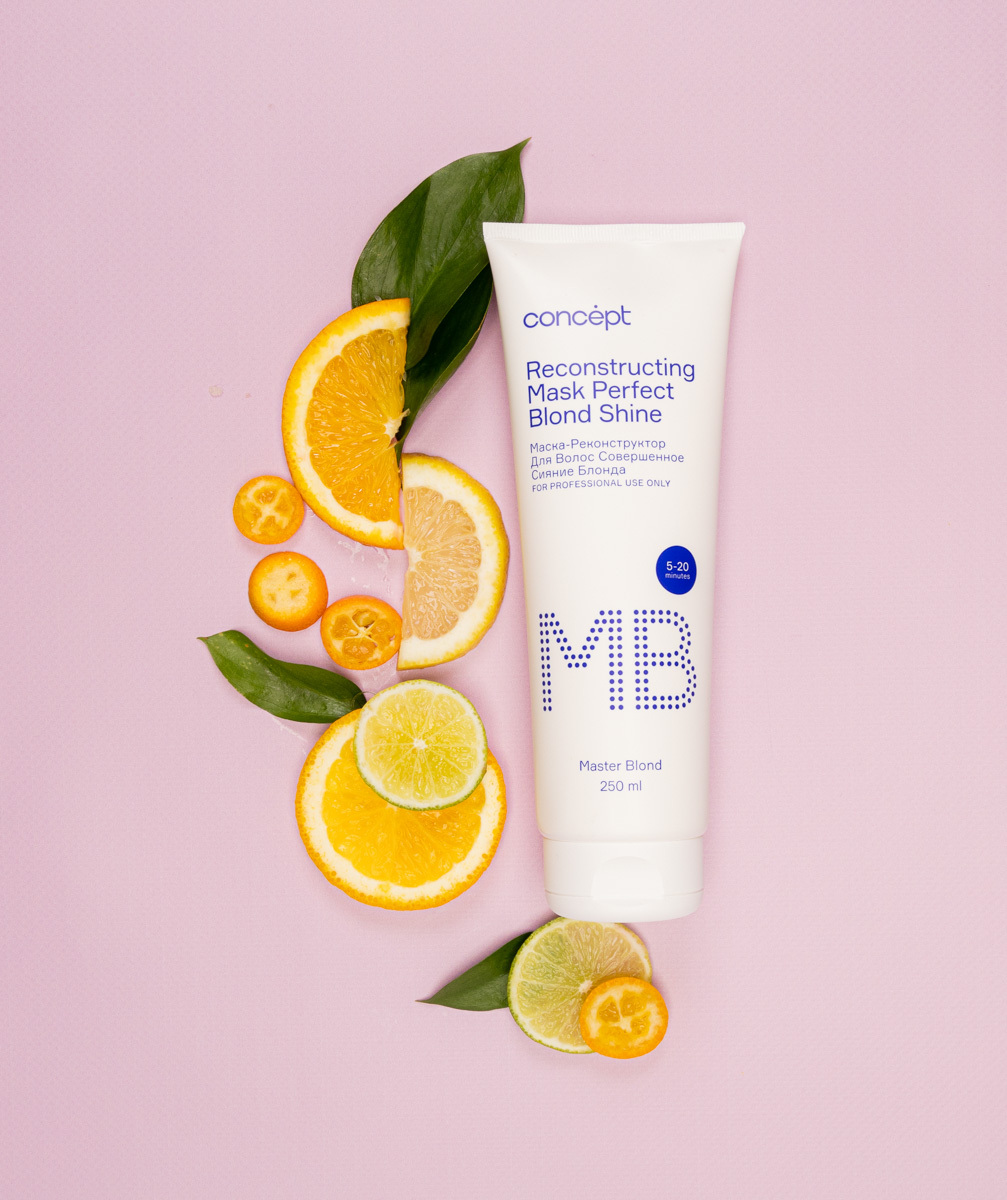 concėpt
Reconstructing
Mask Perfect
Blond Shine
Маска-Реконструктор
Для Волос Совершенное
Сияние Блонда
FOR PROFESSIONAL USE ONLY
5-20
minutes
MB
Master Blond
250 ml